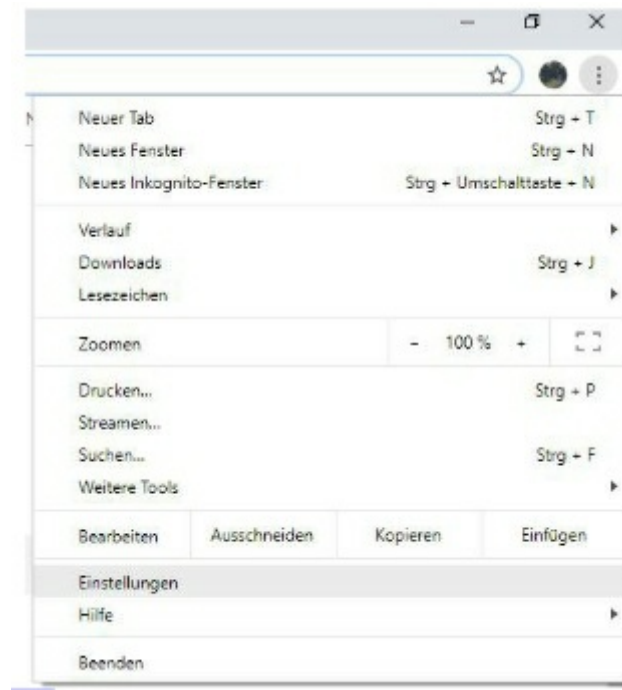 Neuer Tab Strg + T
Neues Fenster Strg + N
Neues Inkognito-Fenster Strg + Umschalttaste + N
Verlauf
Downloads Strg + J
Lesezeichen
Zoomen - 100 % +
Drucken... Strg + P
Streamen...
Suchen... Strg + F
Weitere Tools
Bearbeiten Ausschneiden Kopieren Einfügen
Einstellungen
Hilfe
Beenden